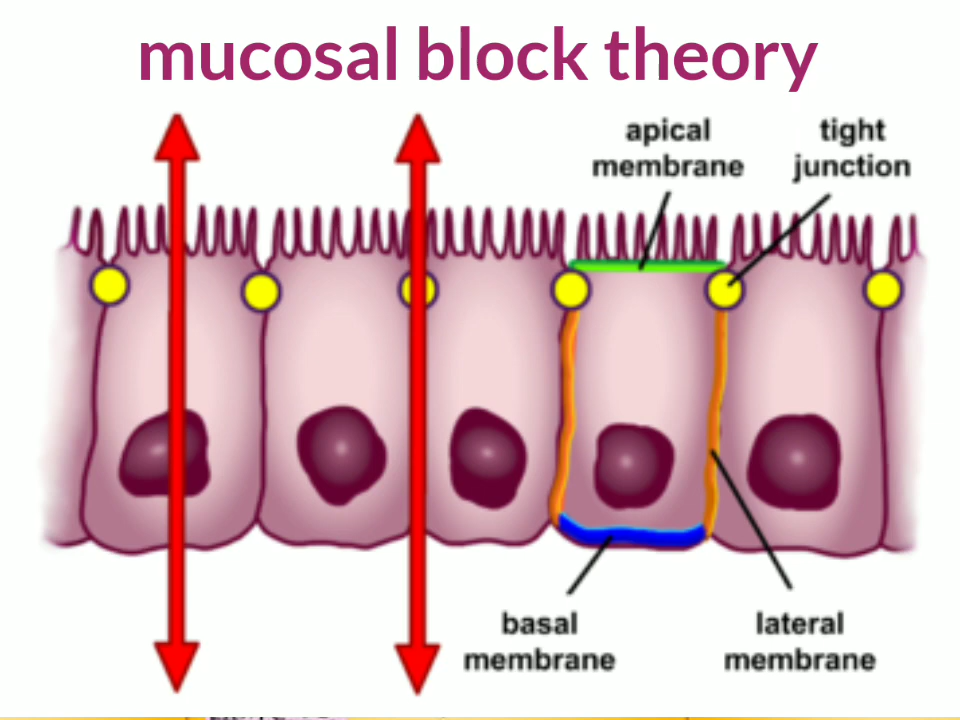 mucosal block theory
apical
membrane
tight
junction
basal
membrane
lateral
membrane